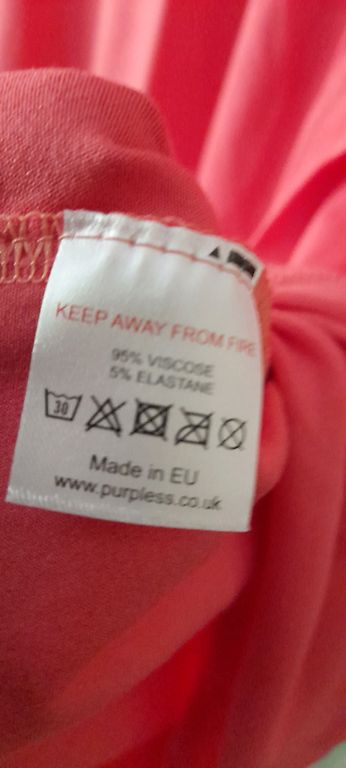 KEEP AWAY FROM FIRE
95% VISCOSE
5% ELASTANE
30
Made in EU
www.purpless.co.uk